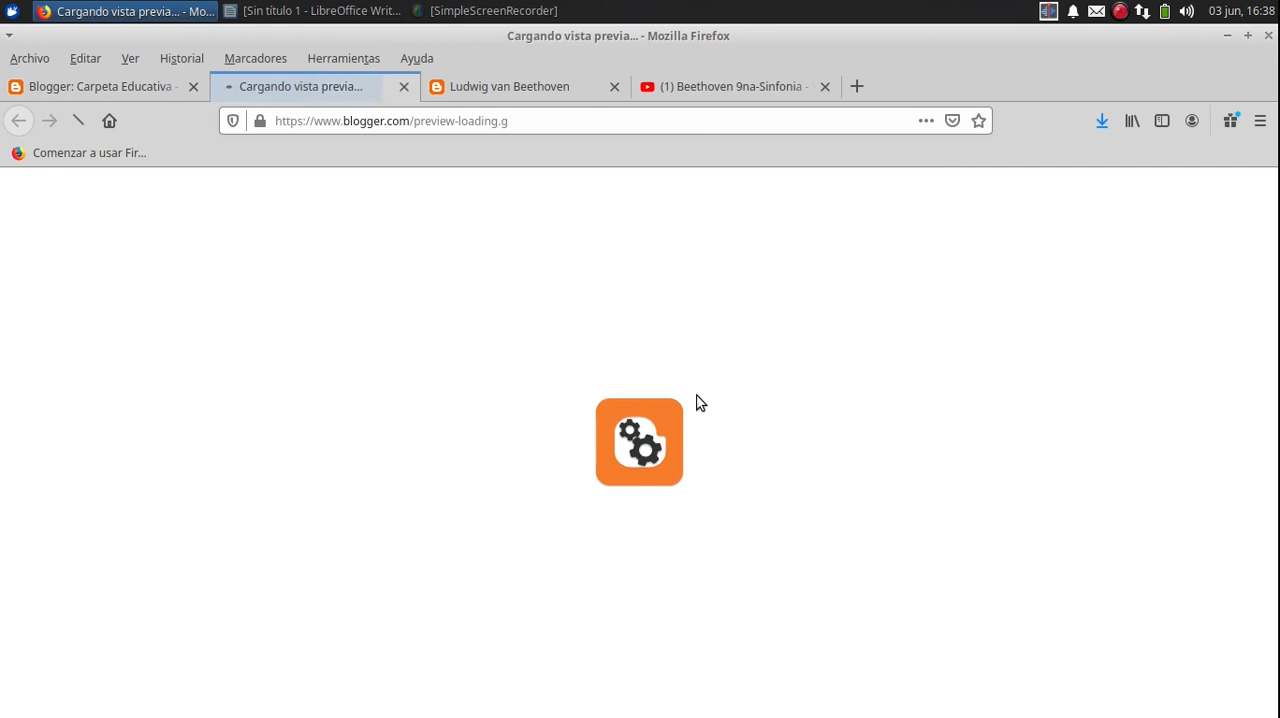 Cargando vista previa... - Mo... [Sin título 1 - LibreOffice Writ... [SimpleScreenRecorder] 03 jun, 16:38
Cargando vista previa... - Mozilla Firefox
Archivo Editar Ver Historial Marcadores Herramientas Ayuda
Blogger: Carpeta Educativa - Cargando vista previa... Ludwig van Beethoven (1) Beethoven 9na-Sinfonia -
https://www.blogger.com/preview-loading.g
Comenzar a usar Fir...